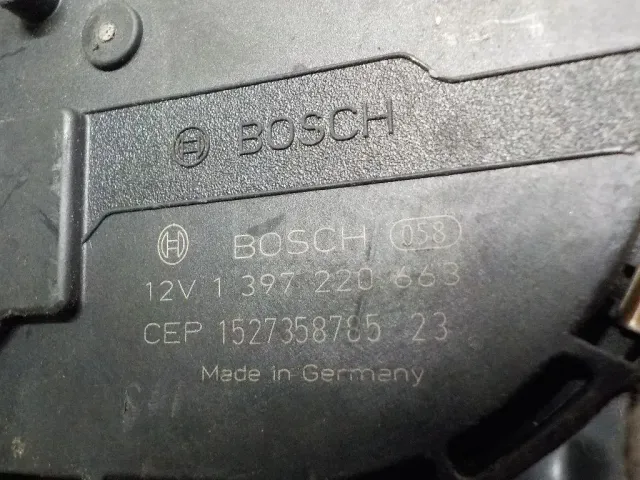 BOSCH
BOSCH 058
12V 1 397 220 663
CEP 1527358785 23
Made in Germany